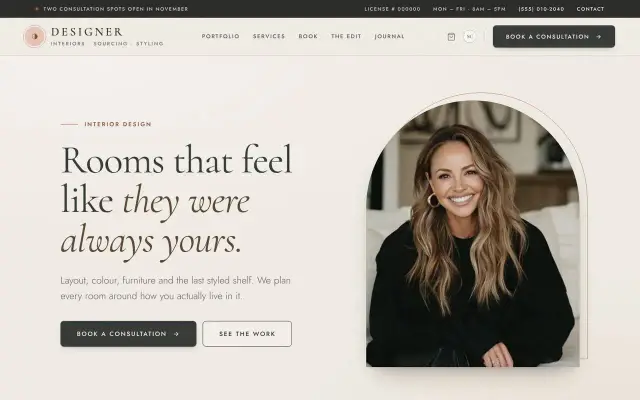 TWO CONSULTATION SPOTS OPEN IN NOVEMBER
LICENSE # 000000
MON – FRI · 8AM – 5PM
(555) 010-2040
CONTACT
DESIGNER
INTERIORS · SOURCING · STYLING
PORTFOLIO
SERVICES
BOOK
THE EDIT
JOURNAL
BOOK A CONSULTATION →
INTERIOR DESIGN
Rooms that feel
like they were
always yours.
Layout, colour, furniture and the last styled shelf. We plan
every room around how you actually live in it.
BOOK A CONSULTATION →
SEE THE WORK